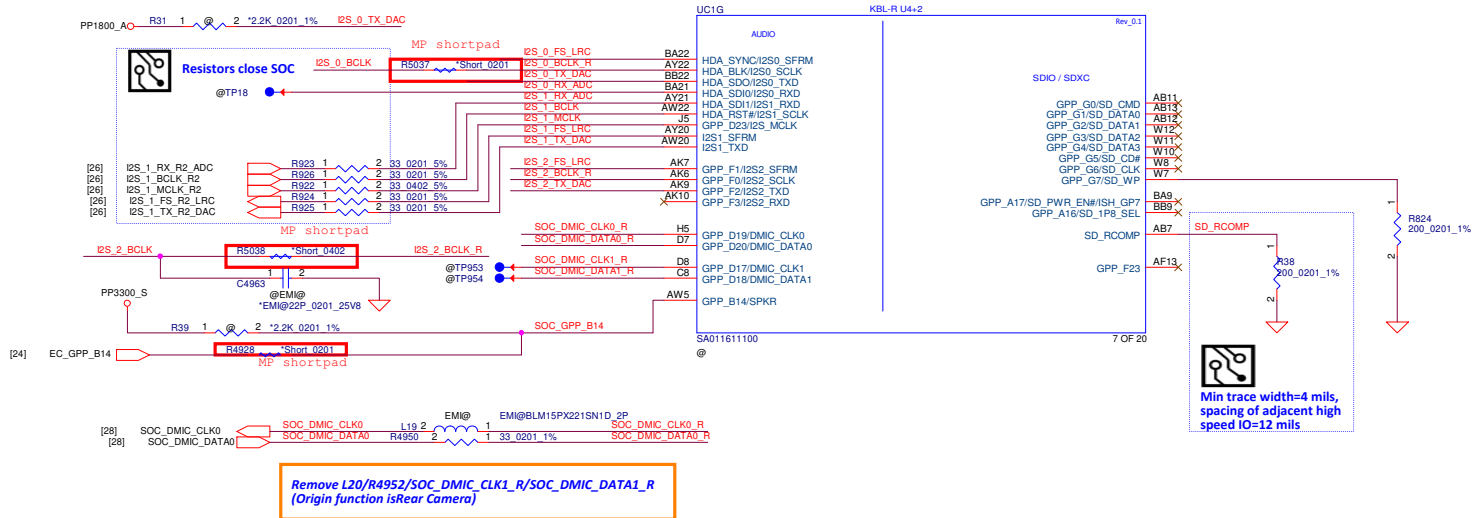 UC1G
KBL-R U4+2
Rev_0.1
PP1800_A
R31
1
@
2
*2.2K_0201_1%
I2S_0_TX_DAC
AUDIO
SDIO / SDXC
Resistors close SOC
MP shortpad
I2S_0_BCLK
R5037
*Short_0201
@TP18
I2S_0_FS_LRC
BA22
HDA_SYNC/I2S0_SFRM
I2S_0_BCLK_R
AY22
HDA_BLK/I2S0_SCLK
I2S_0_TX_DAC
BB22
HDA_SDO/I2S0_TXD
I2S_0_RX_ADC
BA21
HDA_SDI0/I2S0_RXD
I2S_1_RX_ADC
AY21
HDA_SDI1/I2S1_RXD
I2S_1_BCLK
AW22
HDA_RST#/I2S1_SCLK
I2S_1_MCLK
J5
GPP_D23/I2S_MCLK
I2S_1_FS_LRC
AY20
I2S1_SFRM
I2S_1_TX_DAC
AW20
I2S1_TXD
GPP_G0/SD_CMD
AB11
GPP_G1/SD_DATA0
AB13
GPP_G2/SD_DATA1
AB12
GPP_G3/SD_DATA2
W12
GPP_G4/SD_DATA3
W11
GPP_G5/SD_CD#
W10
GPP_G6/SD_CLK
W8
GPP_G7/SD_WP
W7
[26]
I2S_1_RX_R2_ADC
R923
1
2
33_0201_5%
[26]
I2S_1_BCLK_R2
R926
1
2
33_0201_5%
[26]
I2S_1_MCLK_R2
R922
1
2
33_0402_5%
[26]
I2S_1_FS_R2_LRC
R924
1
2
33_0201_5%
[26]
I2S_1_TX_R2_DAC
R925
1
2
33_0201_5%
I2S_2_FS_LRC
AK7
GPP_F1/I2S2_SFRM
I2S_2_BCLK_R
AK6
GPP_F0/I2S2_SCLK
I2S_2_TX_DAC
AK9
GPP_F2/I2S2_TXD
AK10
GPP_F3/I2S2_RXD
GPP_A17/SD_PWR_EN#/ISH_GP7
BA9
GPP_A16/SD_1P8_SEL
BB9
SD_RCOMP
AB7
SD_RCOMP
GPP_F23
AF13
1
R824
200_0201_1%
2
1
R38
200_0201_1%
2
MP shortpad
I2S_2_BCLK
R5038
*Short_0402
I2S_2_BCLK_R
C4963
1
2
@EMI@
*EMI@22P_0201_25V8
SOC_DMIC_CLK0_R
H5
GPP_D19/DMIC_CLK0
SOC_DMIC_DATA0_R
D7
GPP_D20/DMIC_DATA0
@TP953
SOC_DMIC_CLK1_R
D8
GPP_D17/DMIC_CLK1
@TP954
SOC_DMIC_DATA1_R
C8
GPP_D18/DMIC_DATA1
AW5
GPP_B14/SPKR
PP3300_S
R39
1
@
2
*2.2K_0201_1%
SOC_GPP_B14
[24]
EC_GPP_B14
R4928
*Short_0201
MP shortpad
SA011611100
7 OF 20
@
Min trace width=4 mils,
spacing of adjacent high
speed IO=12 mils
EMI@
EMI@BLM15PX221SN1D_2P
[28]
SOC_DMIC_CLK0
SOC_DMIC_CLK0
L19
2
1
SOC_DMIC_CLK0_R
[28]
SOC_DMIC_DATA0
SOC_DMIC_DATA0
R4950
2
1
33_0201_1%
SOC_DMIC_DATA0_R
Remove L20/R4952/SOC_DMIC_CLK1_R/SOC_DMIC_DATA1_R
(Origin function isRear Camera)